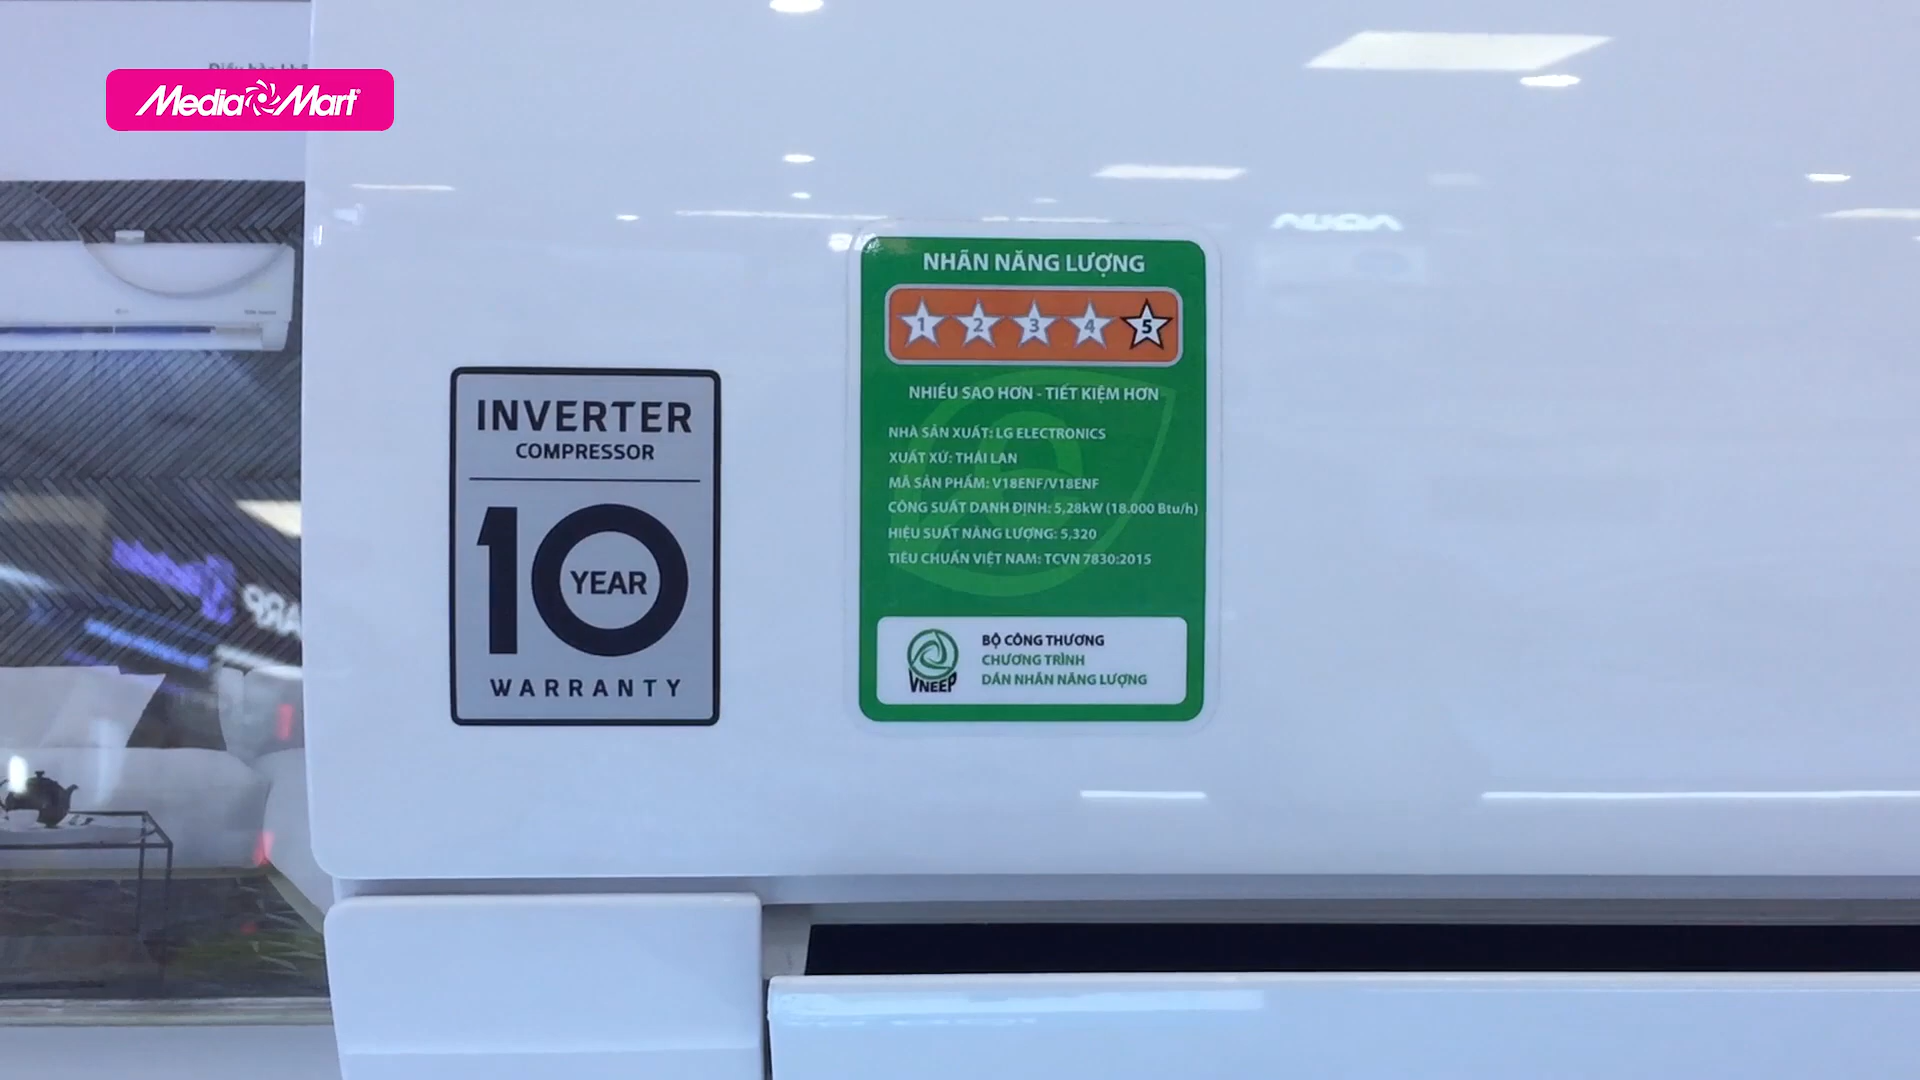 Media Mart
INVERTER
COMPRESSOR
10
YEAR
WARRANTY
NHÃN NĂNG LƯỢNG
1 2 3 4 5
NHIỀU SAO HƠN - TIẾT KIỆM HƠN
NHÀ SẢN XUẤT: LG ELECTRONICS
XUẤT XỨ: THÁI LAN
MÃ SẢN PHẨM: V18ENF/V18ENF
CÔNG SUẤT DANH ĐỊNH: 5,28kW (18.000 Btu/h)
HIỆU SUẤT NĂNG LƯỢNG: 5,320
TIÊU CHUẨN VIỆT NAM: TCVN 7830:2015
VNEEP
BỘ CÔNG THƯƠNG
CHƯƠNG TRÌNH
DÁN NHÃN NĂNG LƯỢNG